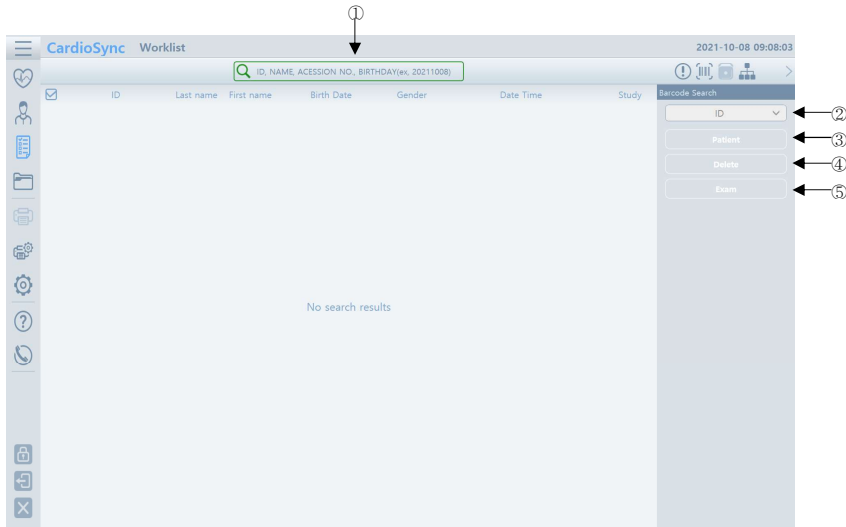 ①
CardioSync Worklist 2021-10-08 09:08:03
ID, NAME, ACESSION NO., BIRTHDAY(ex, 20211008)
ID Last name First name Birth Date Gender Date Time Study
Barcode Search
ID ②
Patient ③
Delete ④
Exam ⑤
No search results